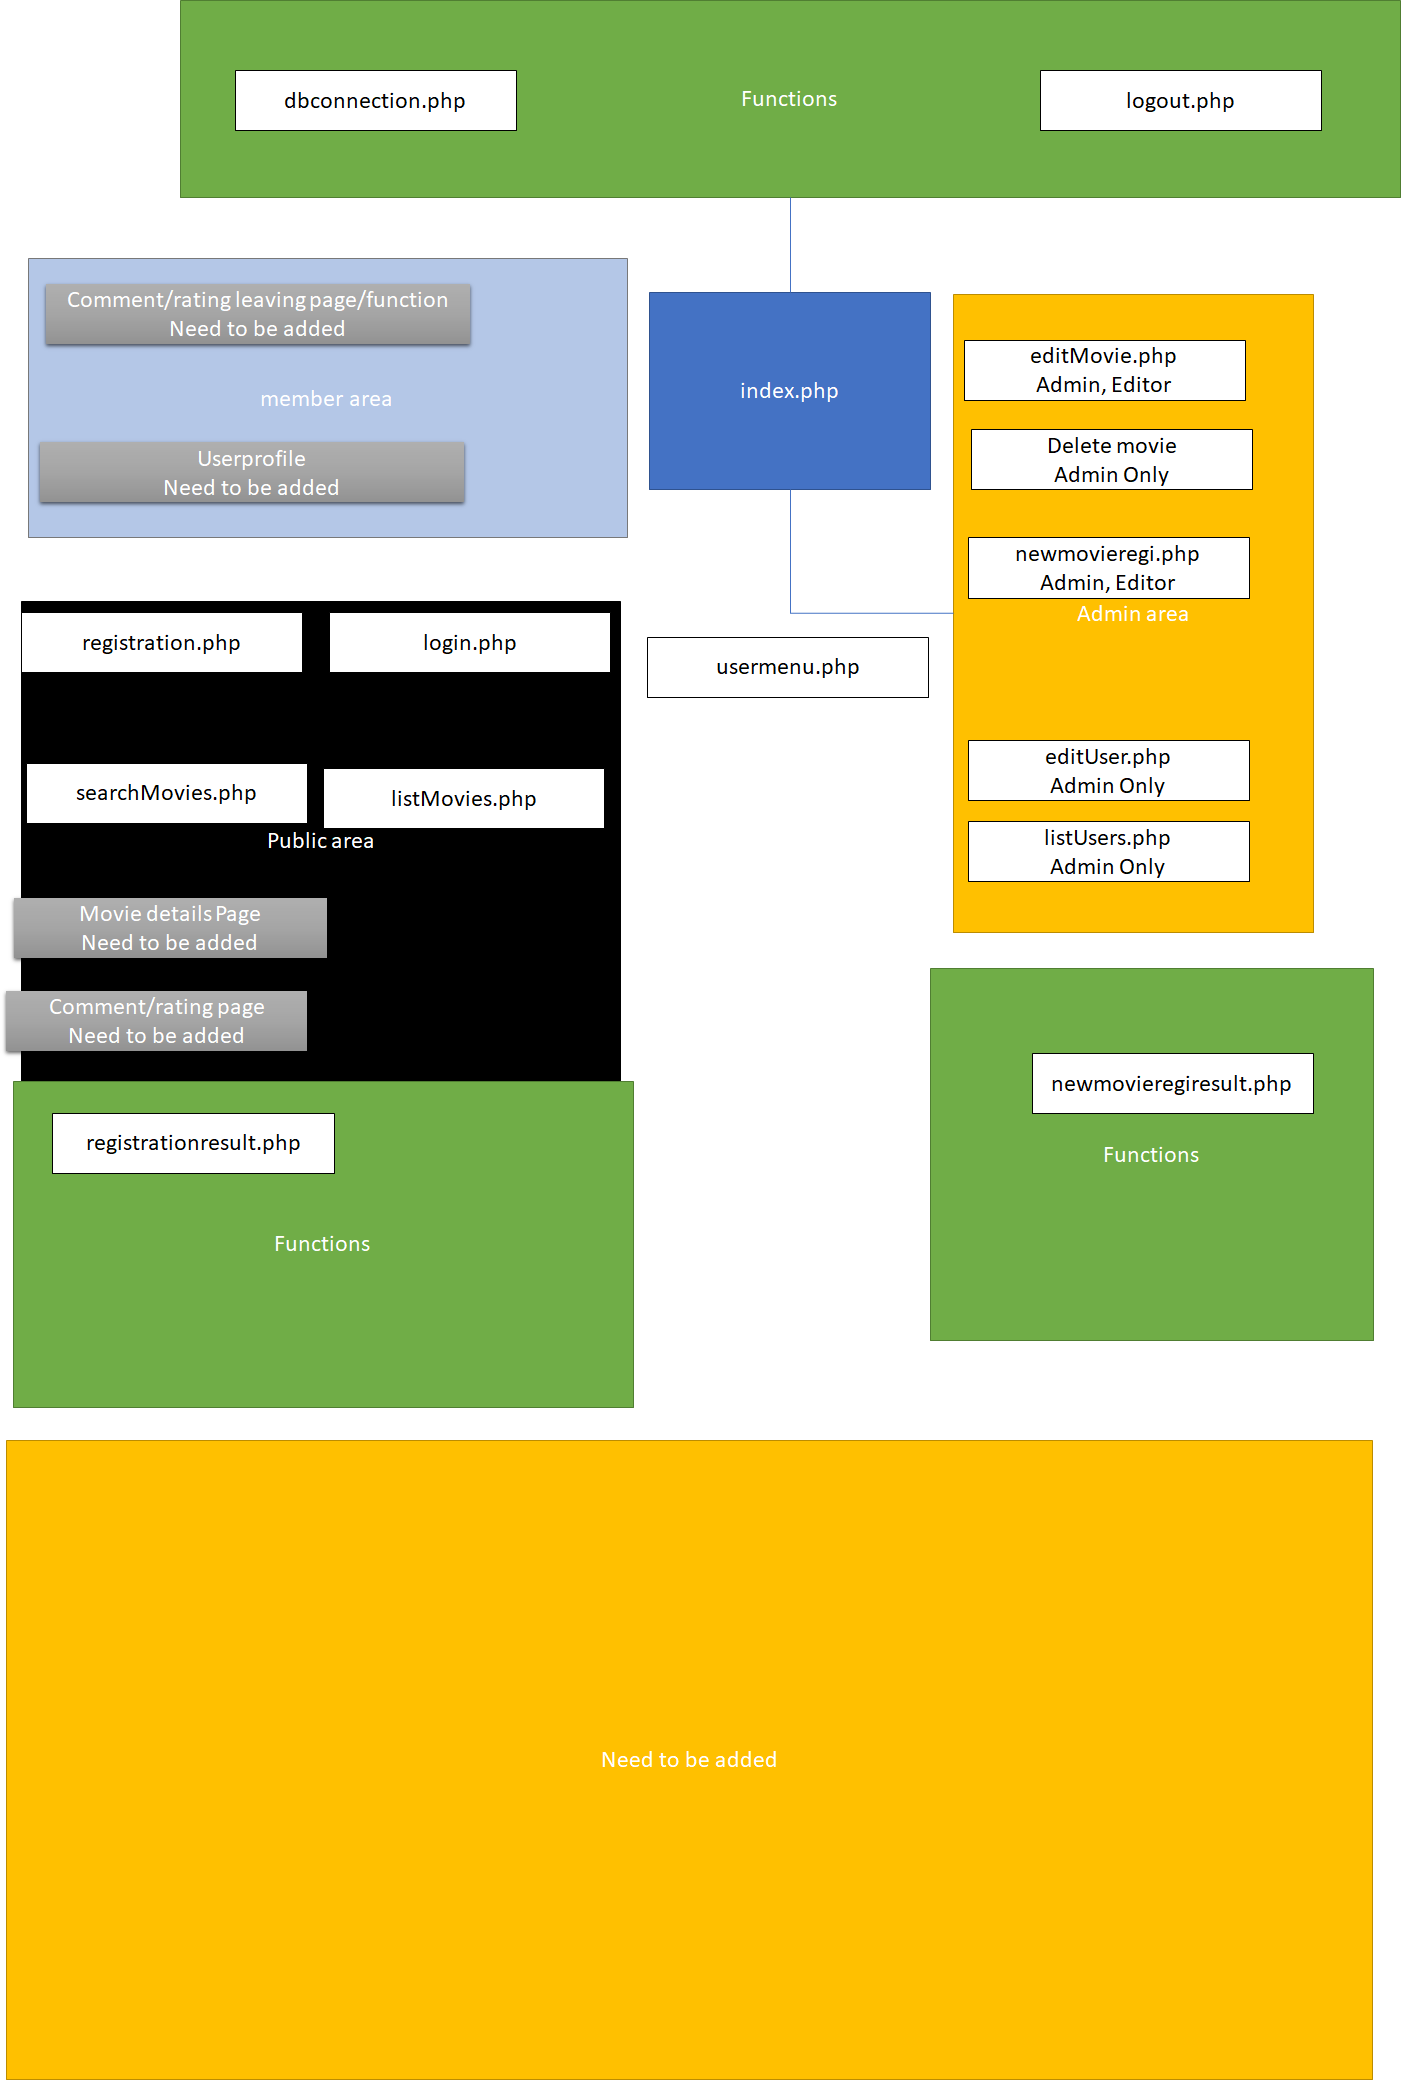 dbconnection.php
Functions
logout.php
Comment/rating leaving page/function
Need to be added
member area
Userprofile
Need to be added
index.php
editMovie.php
Admin, Editor
Delete movie
Admin Only
newmovieregi.php
Admin, Editor
Admin area
editUser.php
Admin Only
listUsers.php
Admin Only
registration.php
login.php
usermenu.php
searchMovies.php
listMovies.php
Public area
Movie details Page
Need to be added
Comment/rating page
Need to be added
registrationresult.php
Functions
newmovieregiresult.php
Functions
Need to be added